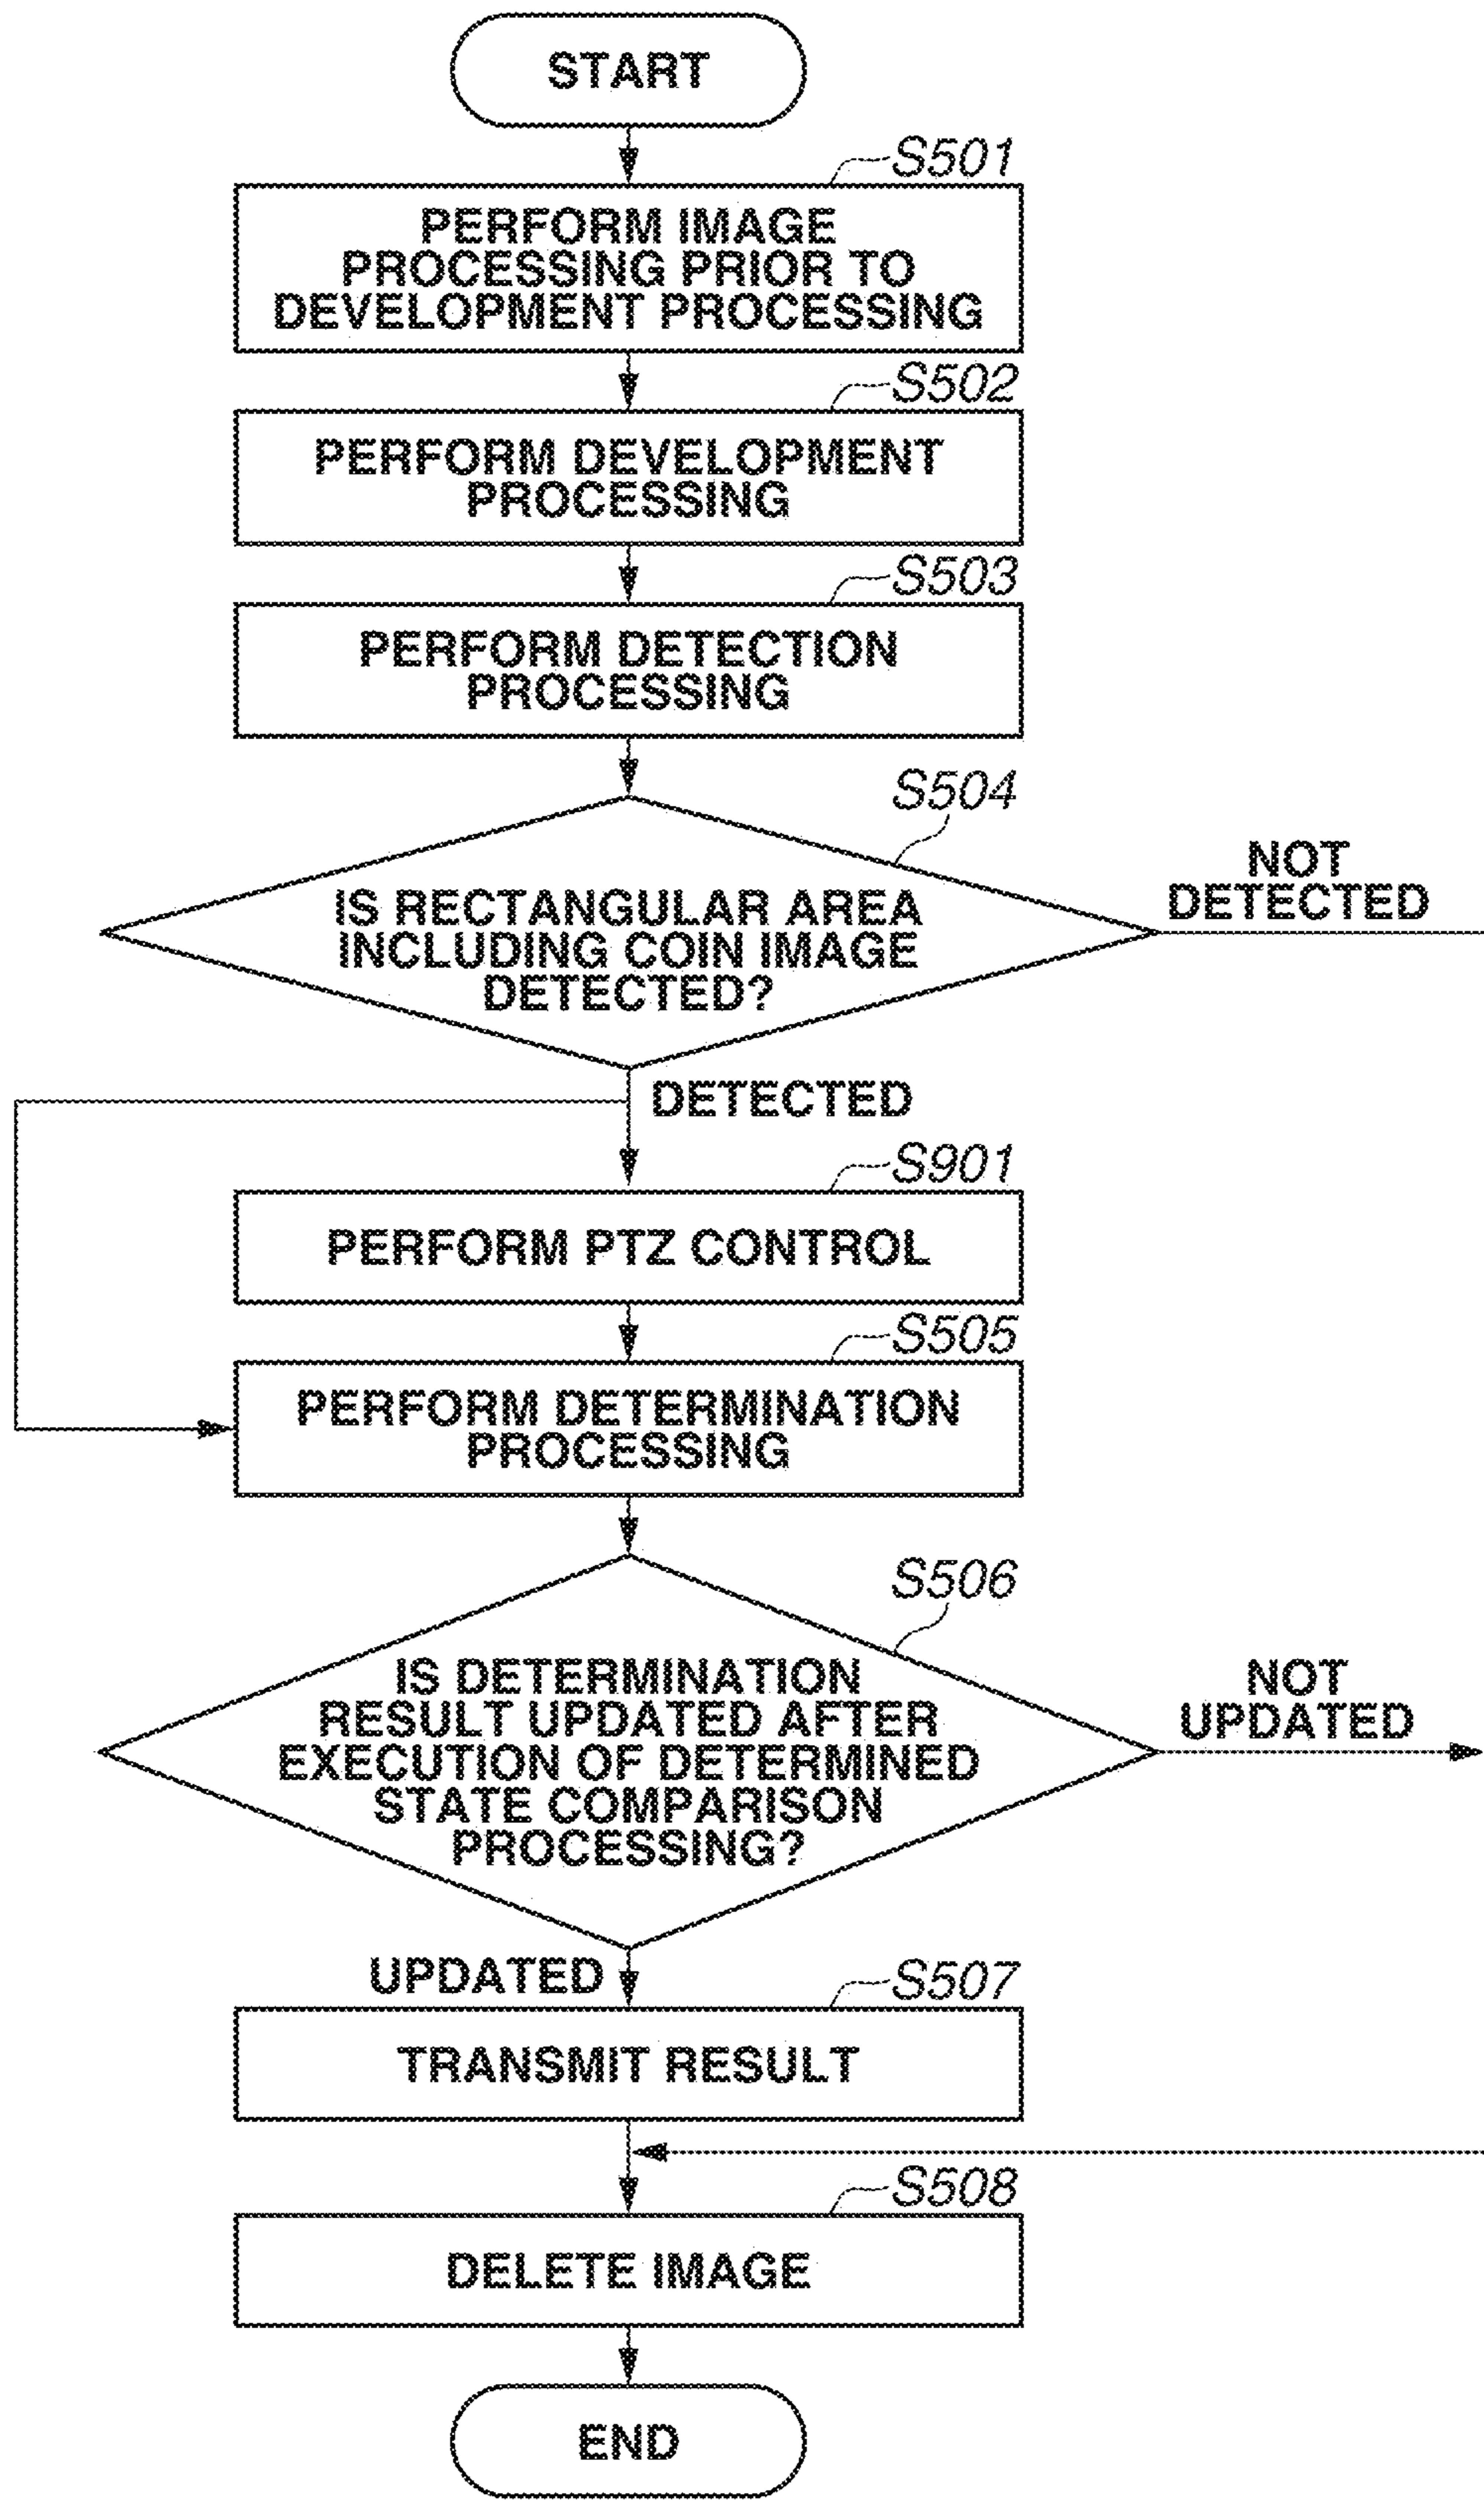 START
S501
PERFORM IMAGE
PROCESSING PRIOR TO
DEVELOPMENT PROCESSING
S502
PERFORM DEVELOPMENT
PROCESSING
S503
PERFORM DETECTION
PROCESSING
S504
NOT
DETECTED
IS RECTANGULAR AREA
INCLUDING COIN IMAGE
DETECTED?
DETECTED
S901
PERFORM PTZ CONTROL
S505
PERFORM DETERMINATION
PROCESSING
S506
NOT
UPDATED
IS DETERMINATION
RESULT UPDATED AFTER
EXECUTION OF DETERMINED
STATE COMPARISON
PROCESSING?
UPDATED
S507
TRANSMIT RESULT
S508
DELETE IMAGE
END